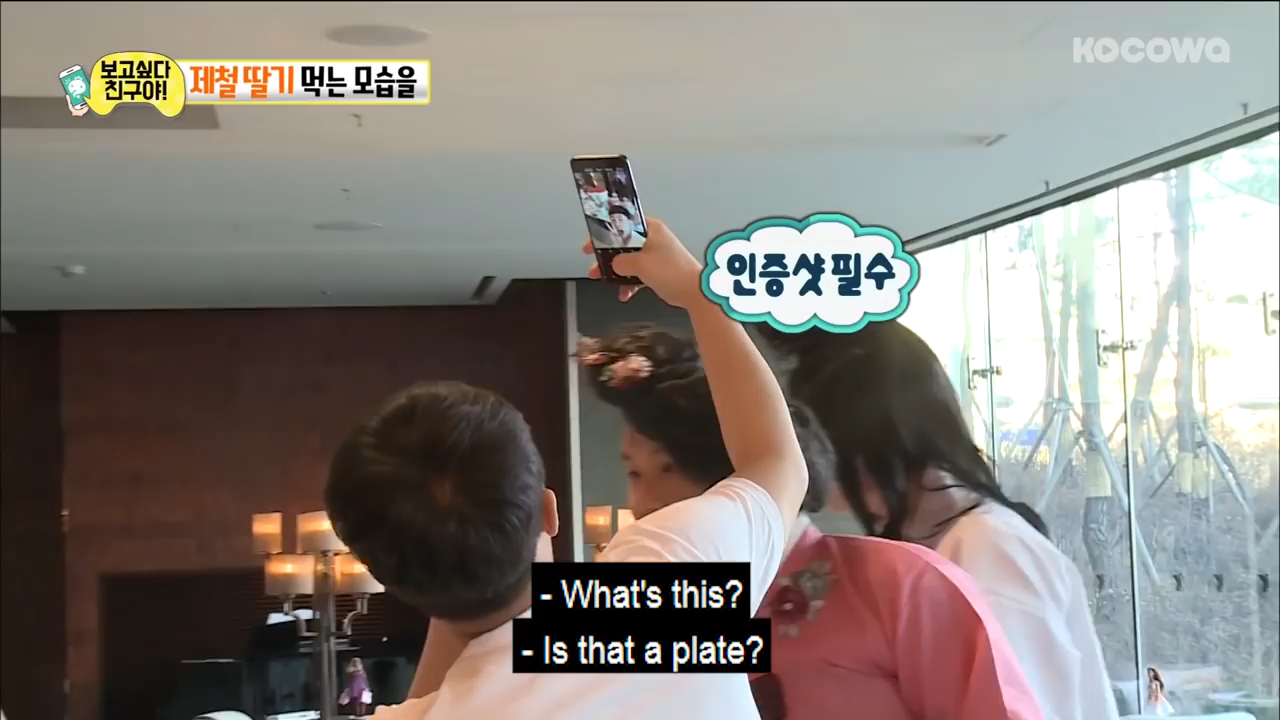 보고싶다
친구야!
제철 딸기 먹는 모습을
KOCOWA
인증샷 필수
- What's this?
- Is that a plate?